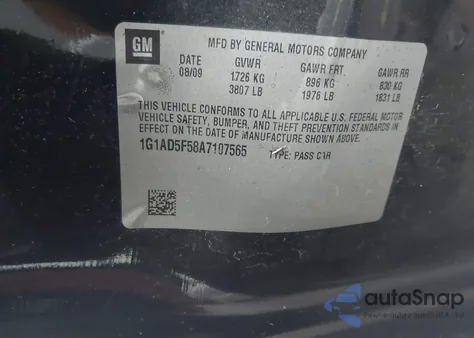 GM
MFD BY GENERAL MOTORS COMPANY
DATE GVWR GAWR FRT GAWR RR
08/09 1726 KG 896 KG 830 KG
3807 LB 1976 LB 1831 LB
THIS VEHICLE CONFORMS TO ALL APPLICABLE U.S. FEDERAL MOTOR
VEHICLE SAFETY, BUMPER, AND THEFT PREVENTION STANDARDS IN
EFFECT ON THE DATE OF MANUFACTURE SHOWN ABOVE.
1G1AD5F58A7107565 TYPE: PASS CAR
autoSnap